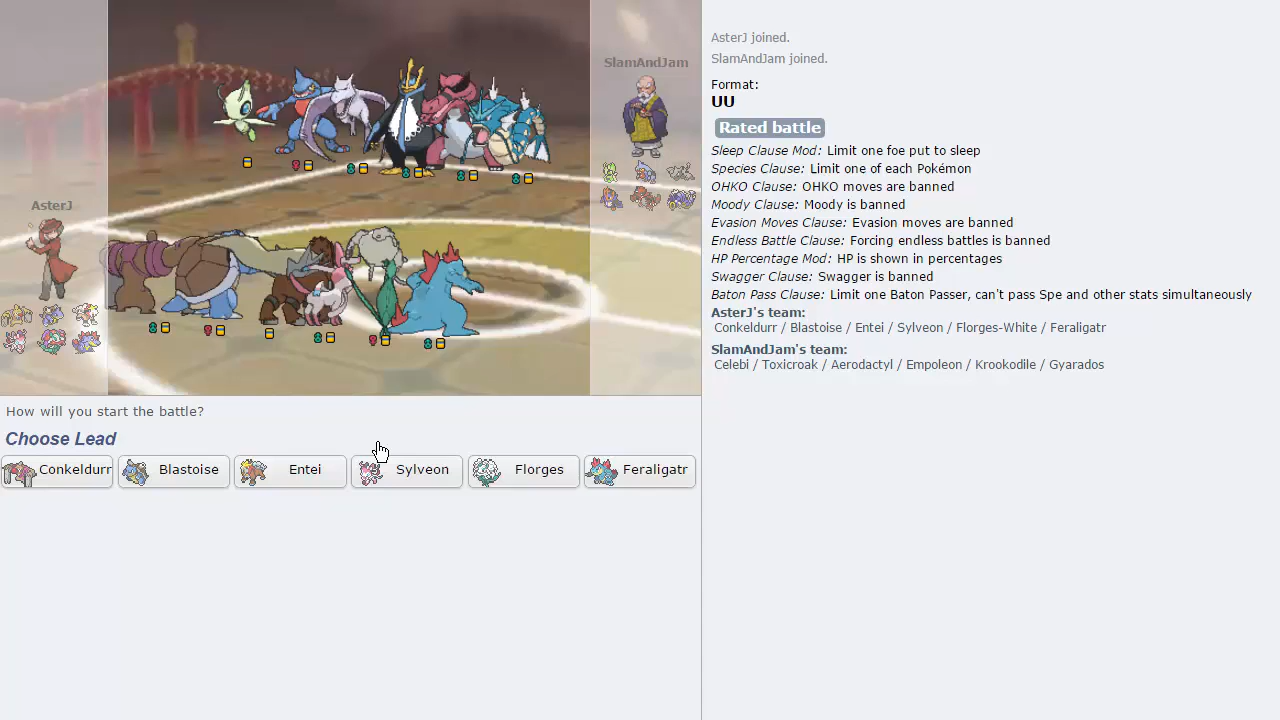 AsterJ joined.
SlamAndJam joined.
Format:
UU
Rated battle
Sleep Clause Mod: Limit one foe put to sleep
Species Clause: Limit one of each Pokémon
OHKO Clause: OHKO moves are banned
Moody Clause: Moody is banned
Evasion Moves Clause: Evasion moves are banned
Endless Battle Clause: Forcing endless battles is banned
HP Percentage Mod: HP is shown in percentages
Swagger Clause: Swagger is banned
Baton Pass Clause: Limit one Baton Passer, can't pass Spe and other stats simultaneously
AsterJ's team:
Conkeldurr / Blastoise / Entei / Sylveon / Florges-White / Feraligatr
SlamAndJam's team:
Celebi / Toxicroak / Aerodactyl / Empoleon / Krookodile / Gyarados
SlamAndJam
AsterJ
How will you start the battle?
Choose Lead
Conkeldurr
Blastoise
Entei
Sylveon
Florges
Feraligatr